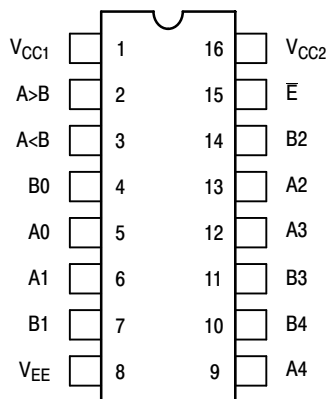 VCC1 1 16 VCC2
A>B 2 15 E̅
A<B 3 14 B2
B0 4 13 A2
A0 5 12 A3
A1 6 11 B3
B1 7 10 B4
VEE 8 9 A4